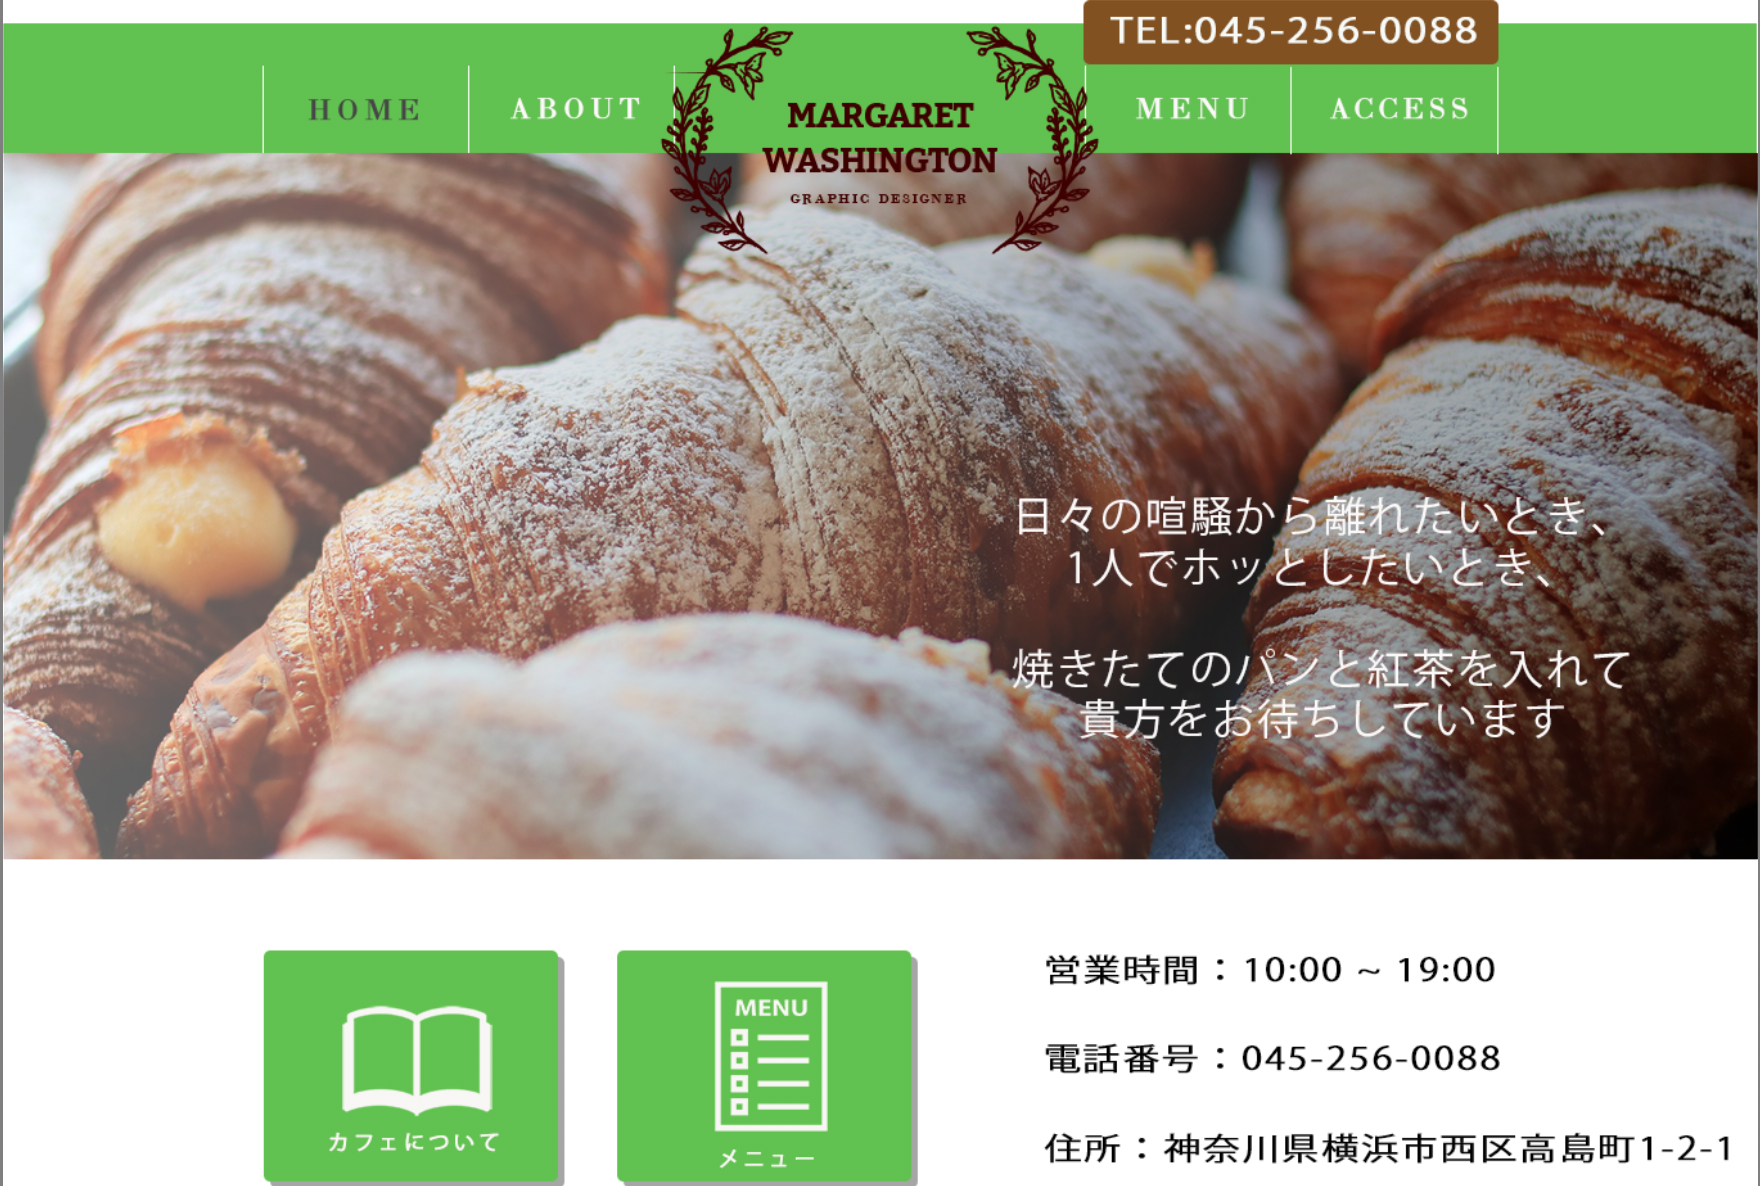 TEL:045-256-0088
HOME
ABOUT
MARGARET
WASHINGTON
GRAPHIC DESIGNER
MENU
ACCESS
日々の喧騒から離れたいとき、
1人でホッとしたいとき、
焼きたてのパンと紅茶を入れて
貴方をお待ちしています
MENU
カフェについて
メニュー
営業時間：10:00 ~ 19:00
電話番号：045-256-0088
住所：神奈川県横浜市西区高島町1-2-1